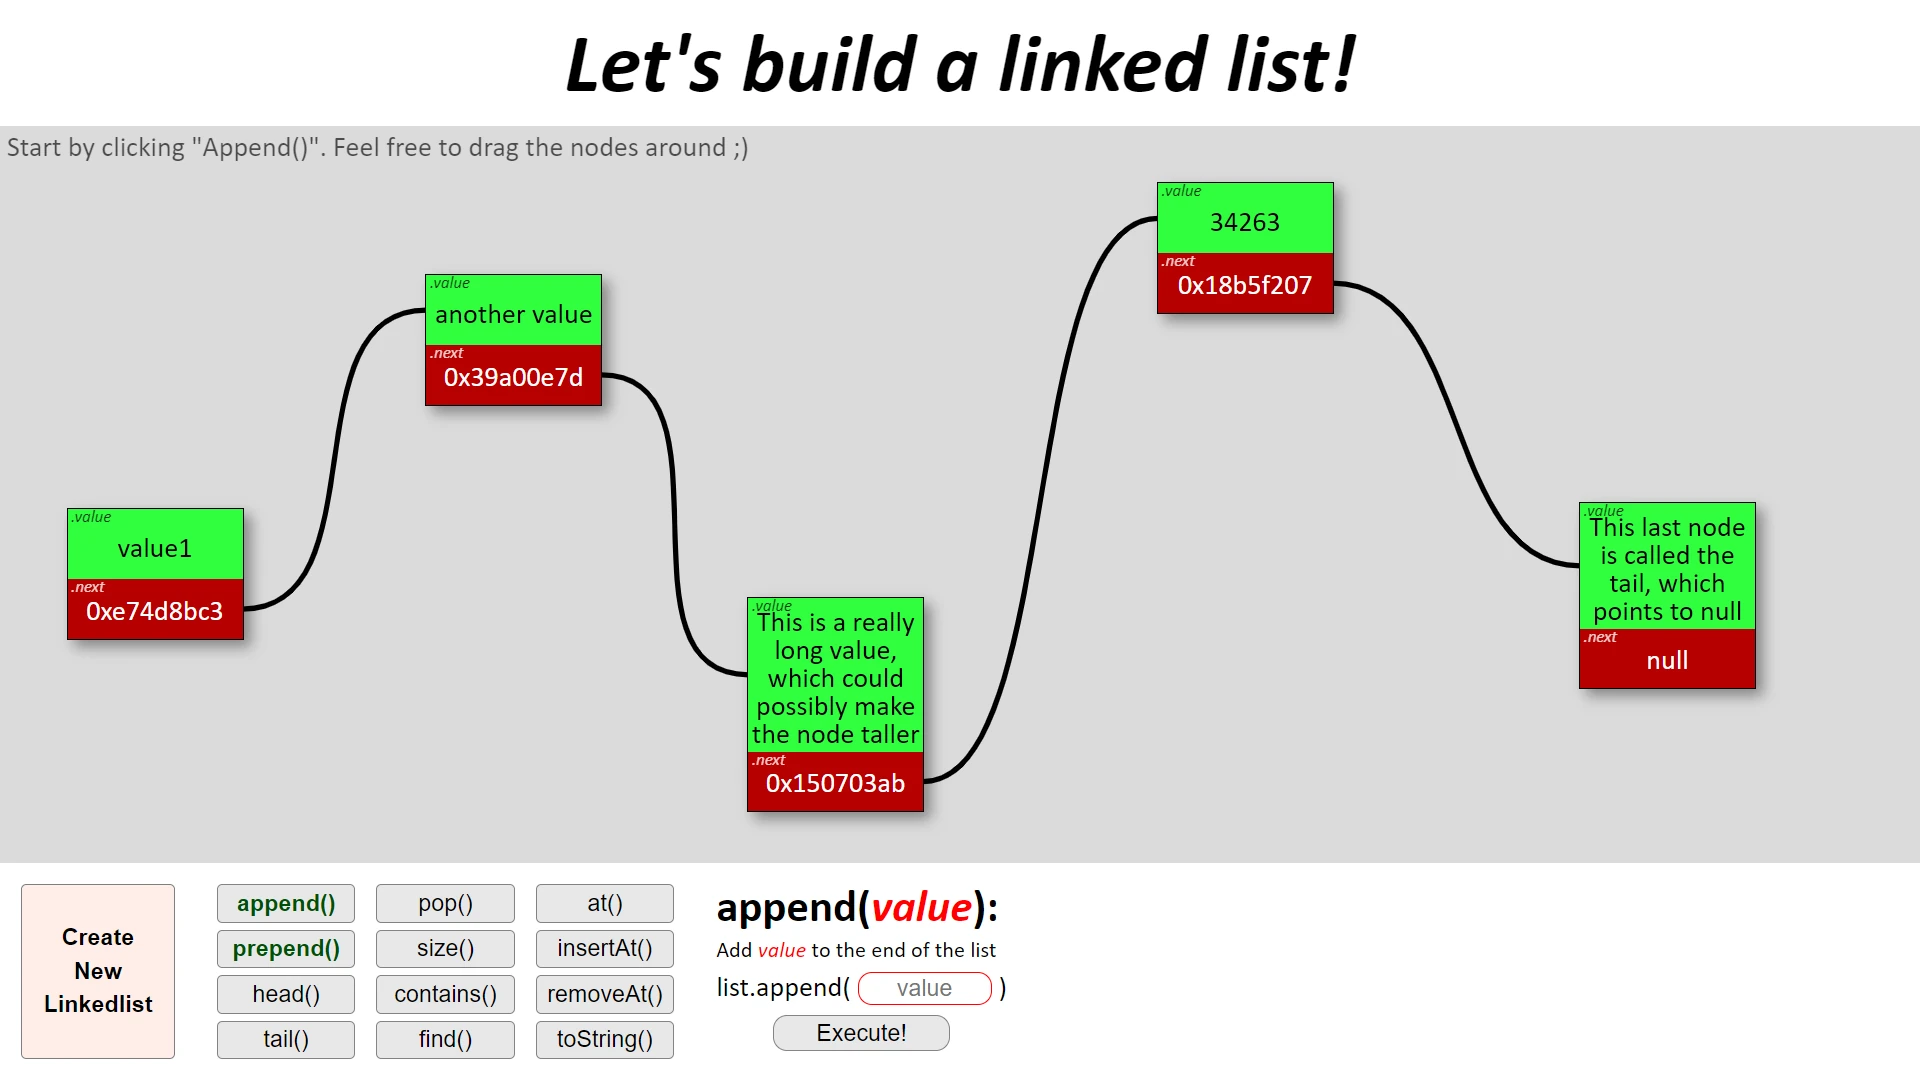 Let's build a linked list!
Start by clicking "Append()". Feel free to drag the nodes around ;)
.value
34263
.next
0x18b5f207
.value
another value
.next
0x39a00e7d
.value
value1
.next
0xe74d8bc3
.value
This is a really
long value,
which could
possibly make
the node taller
.next
0x150703ab
.value
This last node
is called the
tail, which
points to null
.next
null
Create
New
Linkedlist
append()
pop()
at()
prepend()
size()
insertAt()
head()
contains()
removeAt()
tail()
find()
toString()
append(value):
Add value to the end of the list
list.append( value )
Execute!